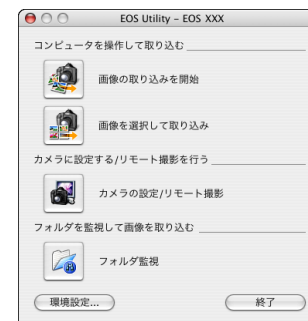 EOS Utility – EOS XXX
コンピュータを操作して取り込む
画像の取り込みを開始
画像を選択して取り込み
カメラに設定する/リモート撮影を行う
カメラの設定/リモート撮影
フォルダを監視して画像を取り込む
フォルダ監視
環境設定... 終了